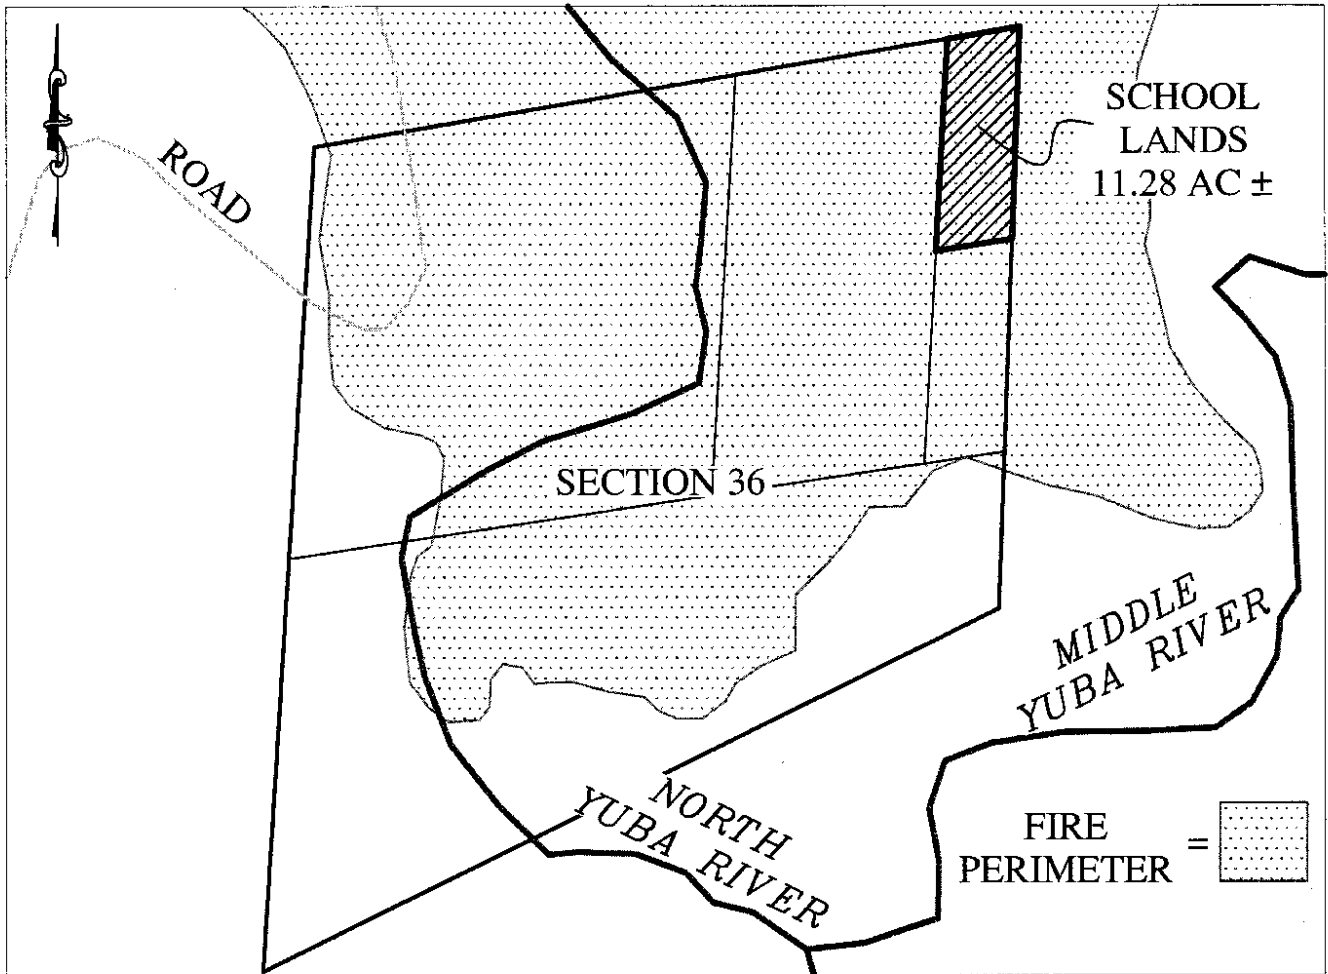 SCHOOL
LANDS
11.28 AC ±
ROAD
SECTION 36
MIDDLE
YUBA RIVER
NORTH
YUBA RIVER
FIRE
PERIMETER =